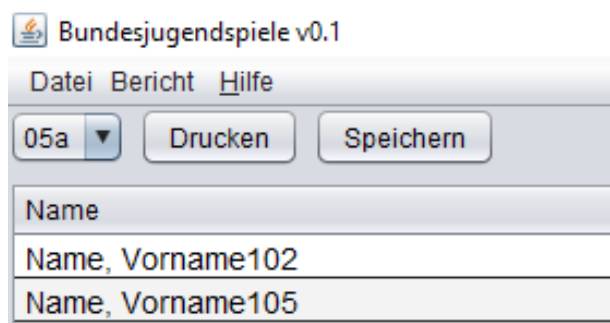 Bundesjugendspiele v0.1
Datei Bericht Hilfe
05a Drucken Speichern
Name
Name, Vorname102
Name, Vorname105